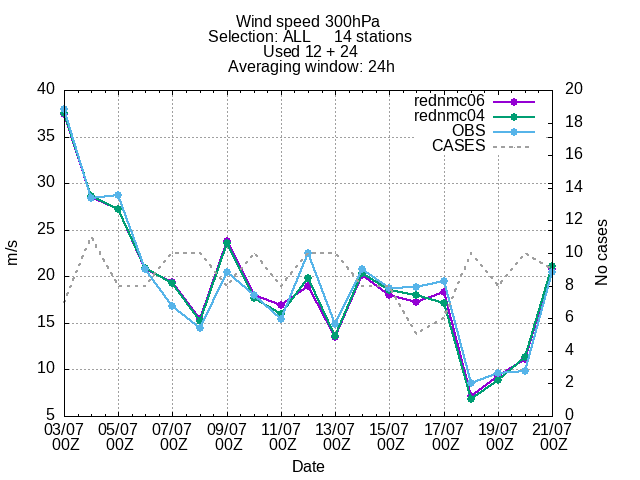 Wind speed 300hPa
Selection: ALL 14 stations
Used 12 + 24
Averaging window: 24h
rednmc06
rednmc04
OBS
CASES
40
35
30
25
20
15
10
5
m/s
20
18
16
14
12
10
8
6
4
2
0
No cases
03/07 05/07 07/07 09/07 11/07 13/07 15/07 17/07 19/07 21/07
00Z 00Z 00Z 00Z 00Z 00Z 00Z 00Z 00Z 00Z
Date